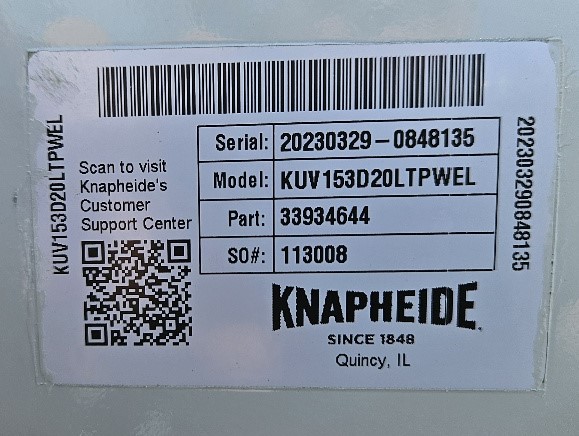 KUV153D20LTPWEL
Scan to visit
Knapheide's
Customer
Support Center
Serial: 20230329-0848135
Model: KUV153D20LTPWEL
Part: 33934644
SO#: 113008
202303290848135
KNAPHEIDE
SINCE 1848
Quincy, IL